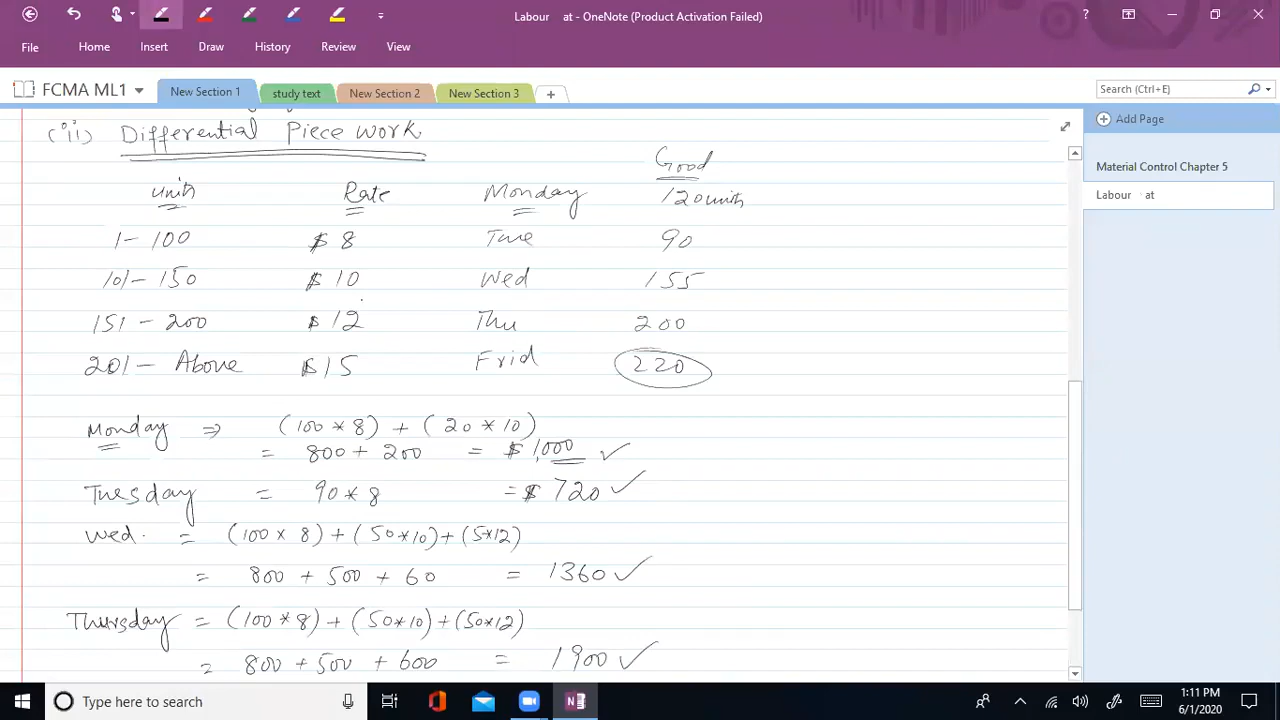 Labour at - OneNote (Product Activation Failed)
File Home Insert Draw History Review View
FCMA ML1 New Section 1 study text New Section 2 New Section 3
Search (Ctrl+E)
Add Page
Material Control Chapter 5
Labour at
(ii) Differential Piece work
Good
units Rate Monday 120 units
1 - 100 $ 8 Tue 90
101 - 150 $ 10 Wed 155
151 - 200 $ 12 Thu 200
201 - Above $ 15 Frid 220
Monday ⇒ (100 * 8) + (20 * 10)
= 800 + 200 = $ 1,000 ✓
Tuesday = 90 * 8 = $ 720 ✓
Wed. = (100 * 8) + (50*10) + (5*12)
= 800 + 500 + 60 = 1360 ✓
Thursday = (100 * 8) + (50*10) + (50*12)
= 800 + 500 + 600 = 1900 ✓
Type here to search
1:11 PM
6/1/2020